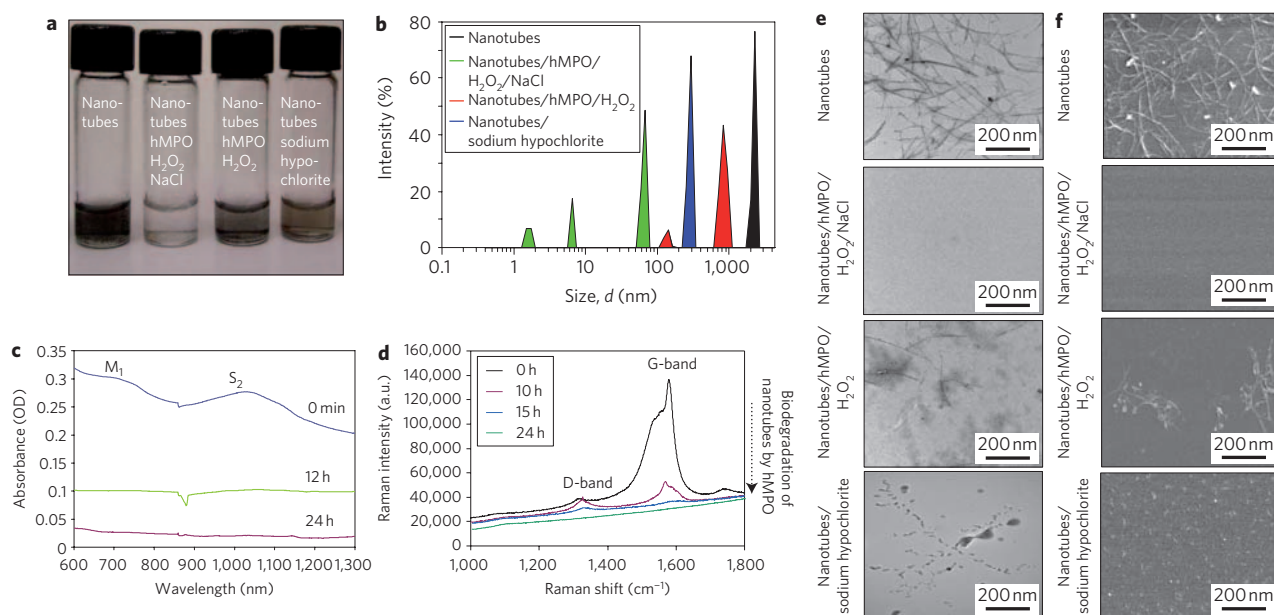 a
Nano-
tubes
Nano-
tubes
hMPO
H₂O₂
NaCl
Nano-
tubes
hMPO
H₂O₂
Nano-
tubes
sodium
hypo-
chlorite
b
Intensity (%)
80
60
40
20
0
0.1
1
10
100
1,000
Size, d (nm)
Nanotubes
Nanotubes/hMPO/
H₂O₂/NaCl
Nanotubes/hMPO/H₂O₂
Nanotubes/
sodium hypochlorite
c
Absorbance (OD)
0.35
0.3
0.25
0.2
0.15
0.1
0.05
0
M₁
S₂
0 min
12 h
24 h
600
700
800
900
1,000
1,100
1,200
1,300
Wavelength (nm)
d
Raman intensity (a.u.)
160,000
140,000
120,000
100,000
80,000
60,000
40,000
20,000
0
0 h
10 h
15 h
24 h
G-band
D-band
1,000
1,200
1,400
1,600
1,800
Raman shift (cm⁻¹)
Biodegradation of
nanotubes by hMPO
e
Nanotubes
200 nm
Nanotubes/hMPO/
H₂O₂/NaCl
200 nm
Nanotubes/hMPO/
H₂O₂
200 nm
Nanotubes/
sodium hypochlorite
200 nm
f
Nanotubes
200 nm
Nanotubes/hMPO/
H₂O₂/NaCl
200 nm
Nanotubes/hMPO/
H₂O₂
200 nm
Nanotubes/
sodium hypochlorite
200 nm